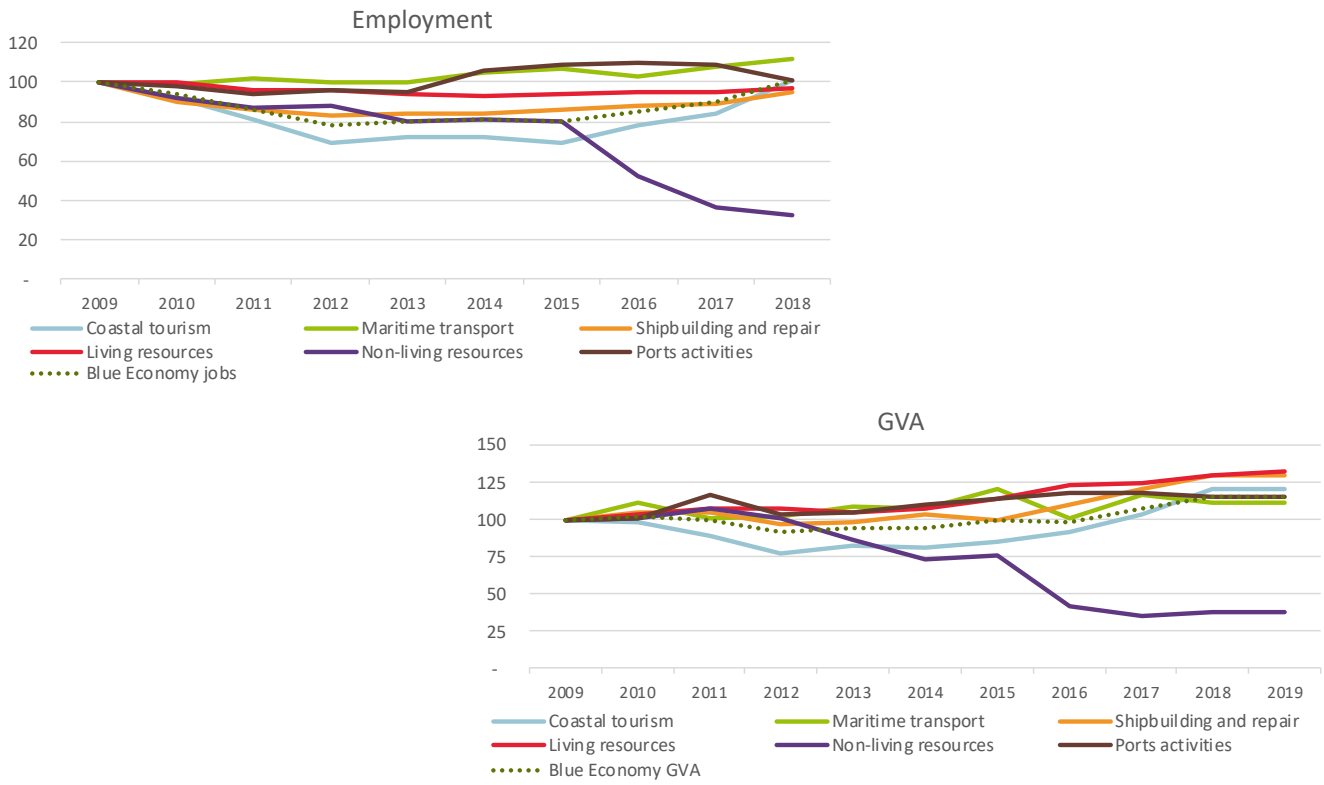 Employment
120
100
80
60
40
20
-
2009 2010 2011 2012 2013 2014 2015 2016 2017 2018
Coastal tourism Maritime transport Shipbuilding and repair
Living resources Non-living resources Ports activities
Blue Economy jobs
GVA
150
125
100
75
50
25
-
2009 2010 2011 2012 2013 2014 2015 2016 2017 2018 2019
Coastal tourism Maritime transport Shipbuilding and repair
Living resources Non-living resources Ports activities
Blue Economy GVA